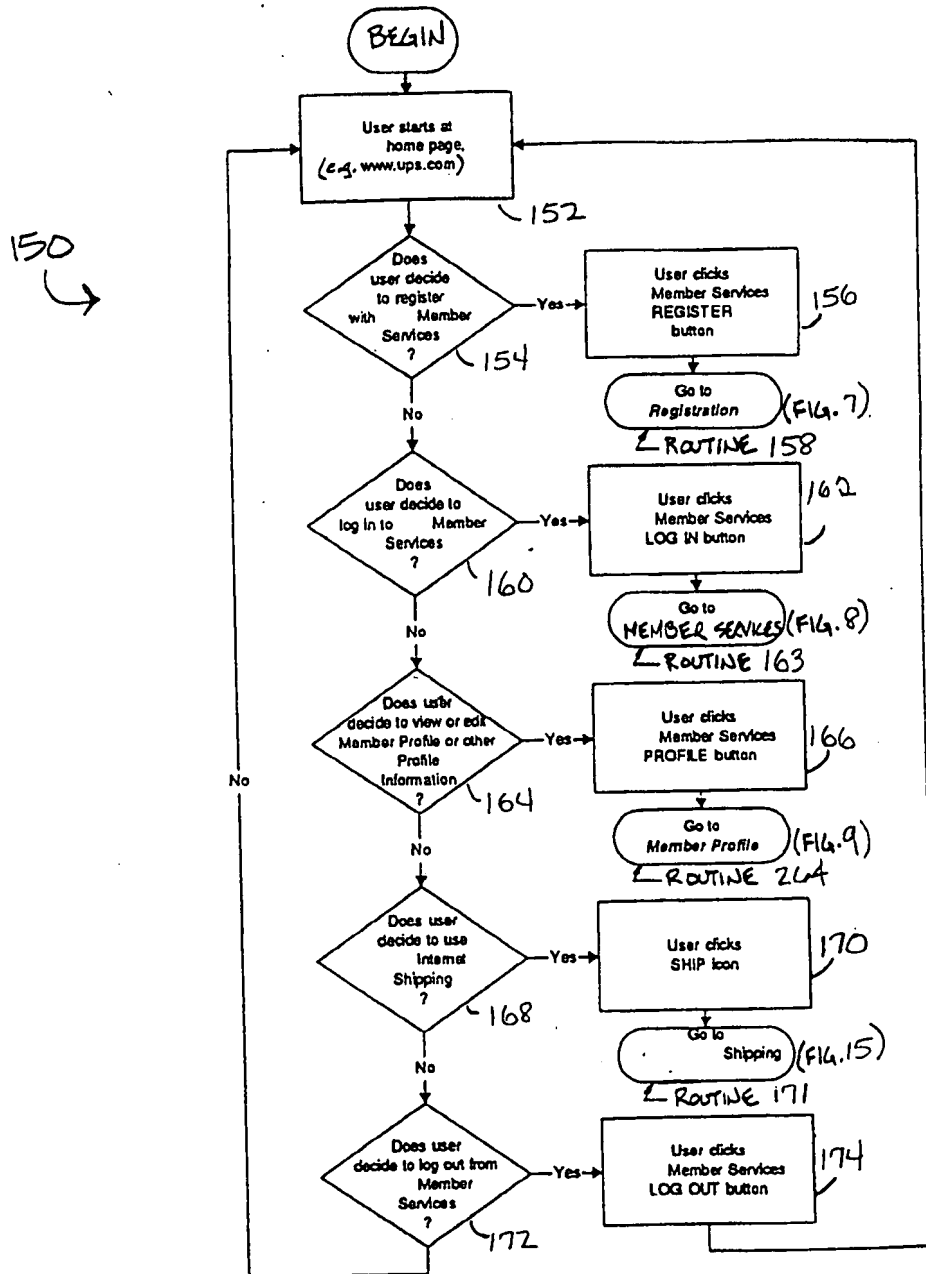 BEGIN
User starts at
home page,
(e.g. www.ups.com)
152
150
Does
user decide
to register
with Member
Services
?
154
Yes
User clicks
Member Services
REGISTER
button
156
Go to
Registration
(FIG. 7)
ROUTINE 158
No
Does
user decide to
log in to Member
Services
?
160
Yes
User clicks
Member Services
LOG IN button
162
Go to
MEMBER SERVICES
(FIG. 8)
ROUTINE 163
No
Does user
decide to view or edit
Member Profile or other
Profile
Information
?
164
Yes
User clicks
Member Services
PROFILE button
166
Go to
Member Profile
(FIG. 9)
ROUTINE 264
No
No
Does user
decide to use
Internet
Shipping
?
168
Yes
User clicks
SHIP icon
170
Go to
Shipping
(FIG. 15)
ROUTINE 171
No
Does user
decide to log out from
Member
Services
?
172
Yes
User clicks
Member Services
LOG OUT button
174